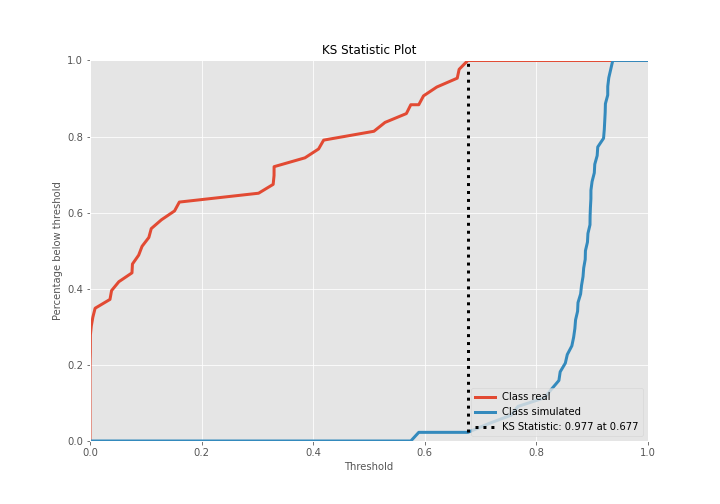 KS Statistic Plot
1.0
0.8
0.6
0.4
0.2
0.0
Percentage below threshold
Class real
Class simulated
KS Statistic: 0.977 at 0.677
0.0 0.2 0.4 0.6 0.8 1.0
Threshold